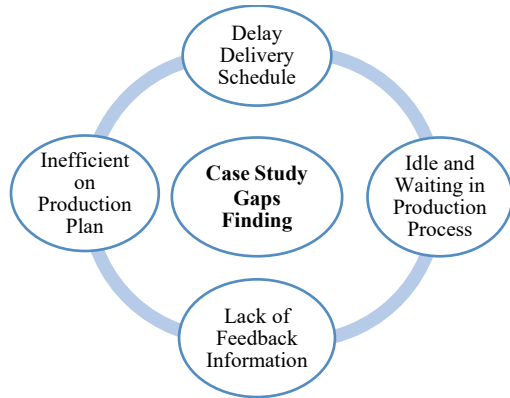 Delay
Delivery
Schedule
Inefficient
on
Production
Plan
Case Study
Gaps
Finding
Idle and
Waiting in
Production
Process
Lack of
Feedback
Information